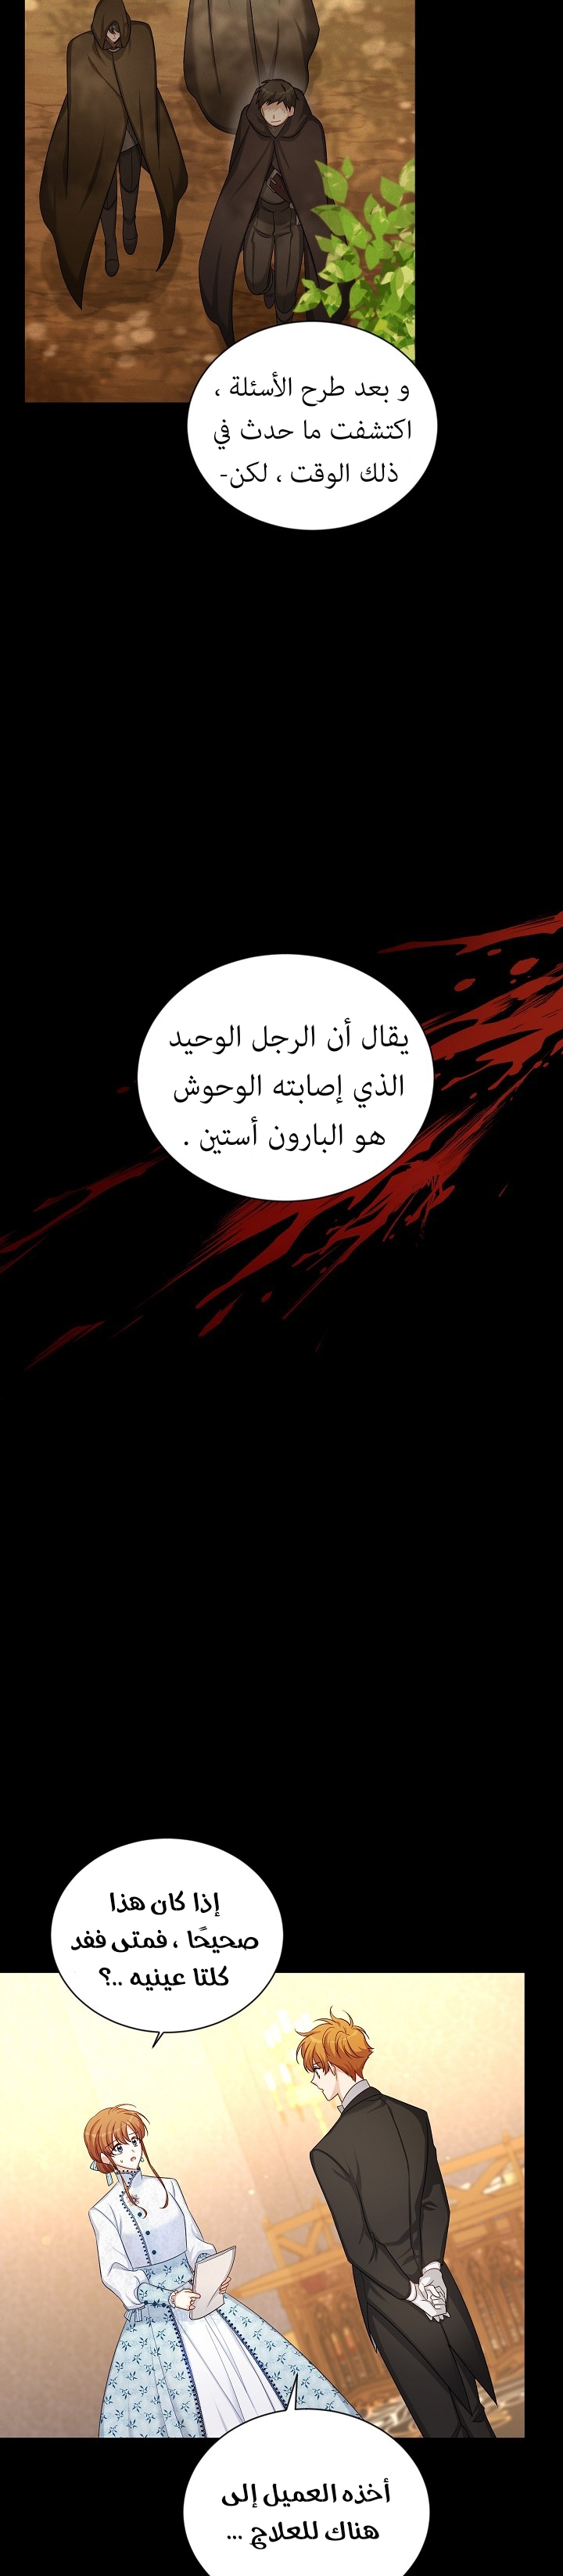 و بعد طرح الأسئلة ،
اكتشفت ما حدث في
ذلك الوقت ، لكن-
يقال أن الرجل الوحيد
الذي إصابته الوحوش
هو البارون أستين .
إذا كان هذا
صحيحًا ، فمتى ففد
كلتا عينيه ..؟
أخذه العميل إلى
هناك للعلاج ...